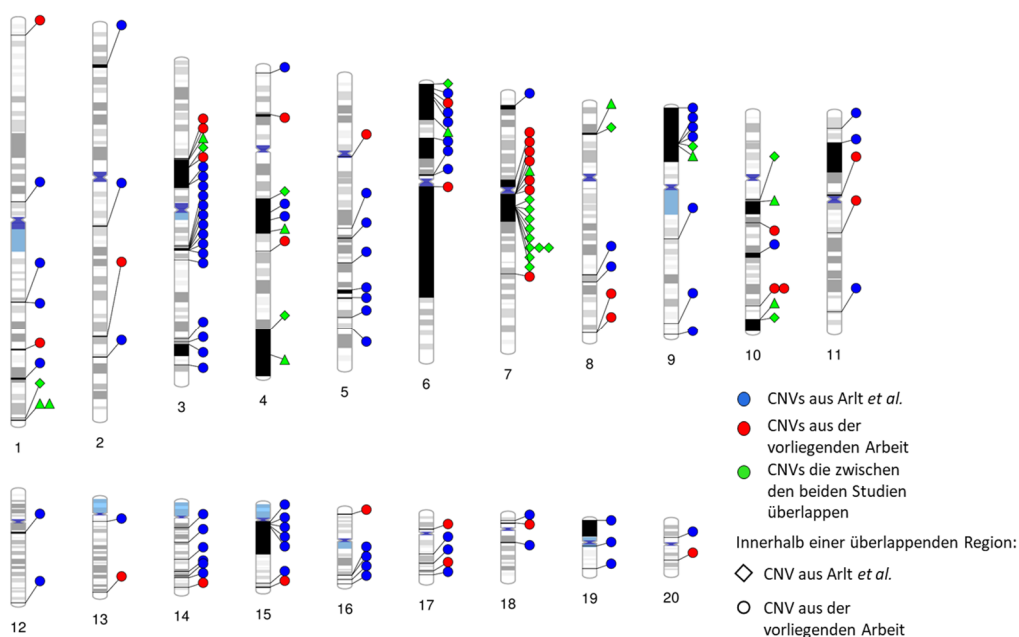 1
2
3
4
5
6
7
8
9
10
11
CNVs aus Arlt et al.
CNVs aus der
vorliegenden Arbeit
CNVs die zwischen
den beiden Studien
überlappen
Innerhalb einer überlappenden Region:
CNV aus Arlt et al.
CNV aus der
vorliegenden Arbeit
12
13
14
15
16
17
18
19
20